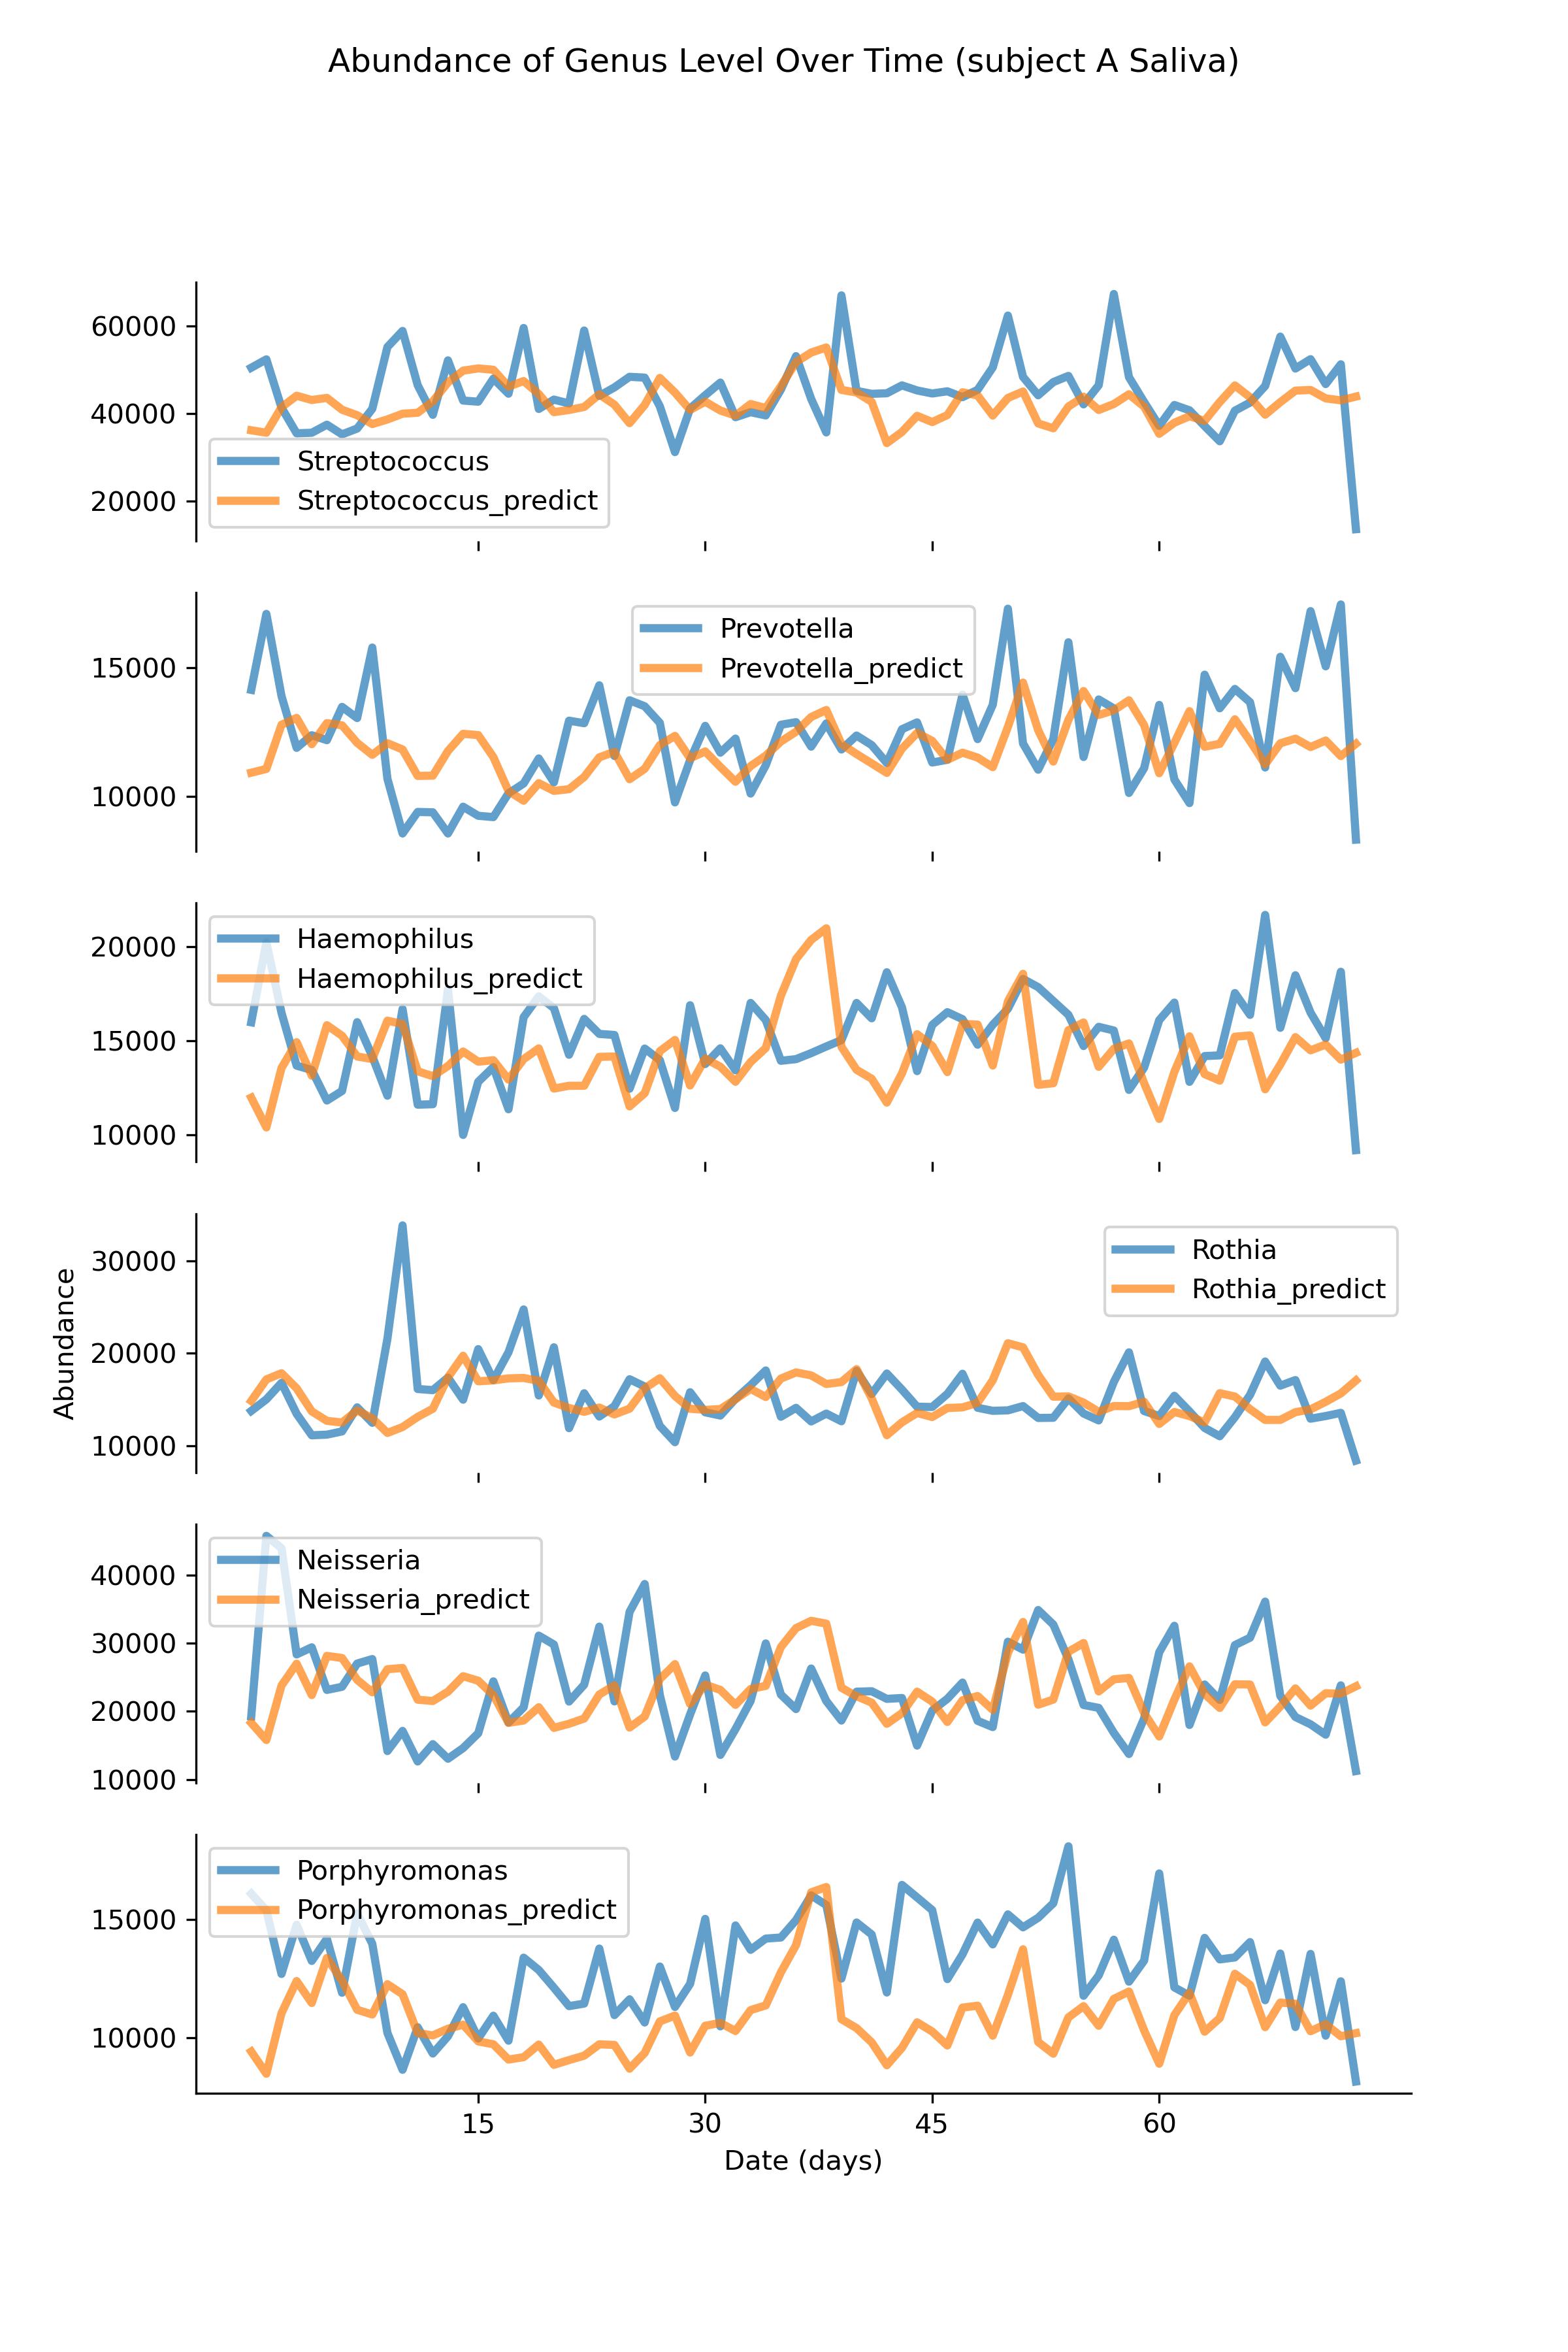 Abundance of Genus Level Over Time (subject A Saliva)
60000
40000
20000
Streptococcus
Streptococcus_predict
15000
10000
Prevotella
Prevotella_predict
20000
15000
10000
Haemophilus
Haemophilus_predict
Abundance
30000
20000
10000
Rothia
Rothia_predict
40000
30000
20000
10000
Neisseria
Neisseria_predict
15000
10000
Porphyromonas
Porphyromonas_predict
15 30 45 60
Date (days)